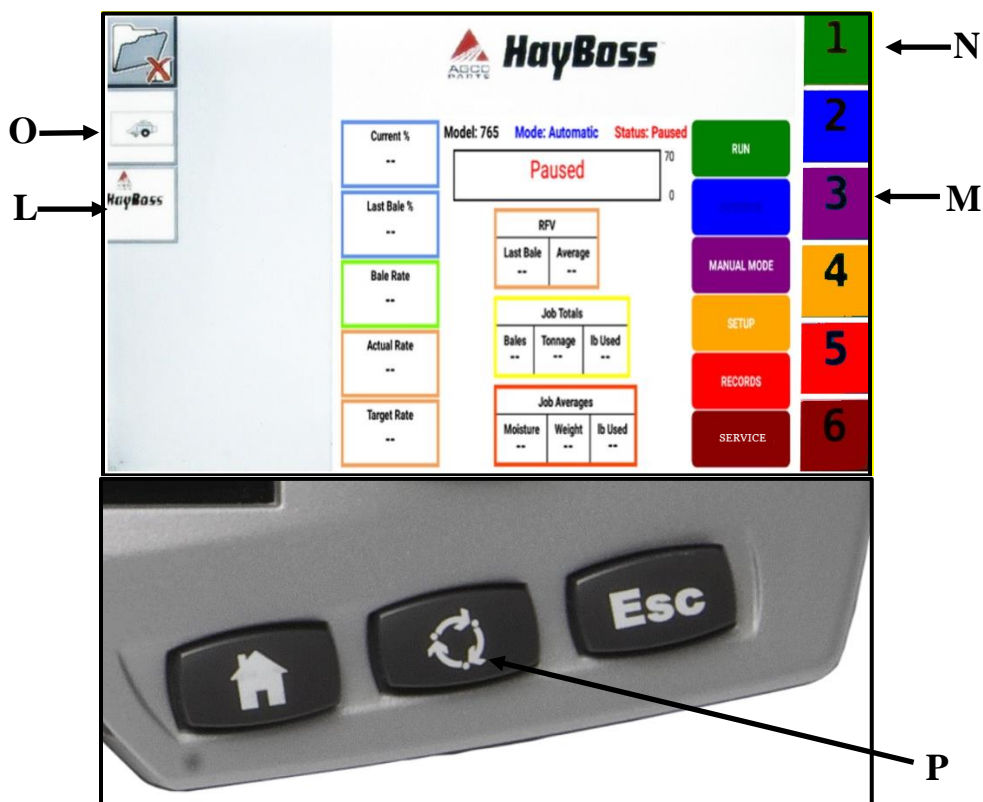 AGCO
PARTS
HayBoss
1
N
O
Current %
--
Model: 765 Mode: Automatic Status: Paused
Paused
70
0
RUN
2
HayBoss
L
Last Bale %
--
RFV
Last Bale Average
-- --
3
M
Bale Rate
--
MANUAL MODE
4
Job Totals
Bales Tonnage lb Used
-- -- --
SETUP
Actual Rate
--
5
RECORDS
Target Rate
--
Job Averages
Moisture Weight lb Used
-- -- --
SERVICE
6
Esc
P